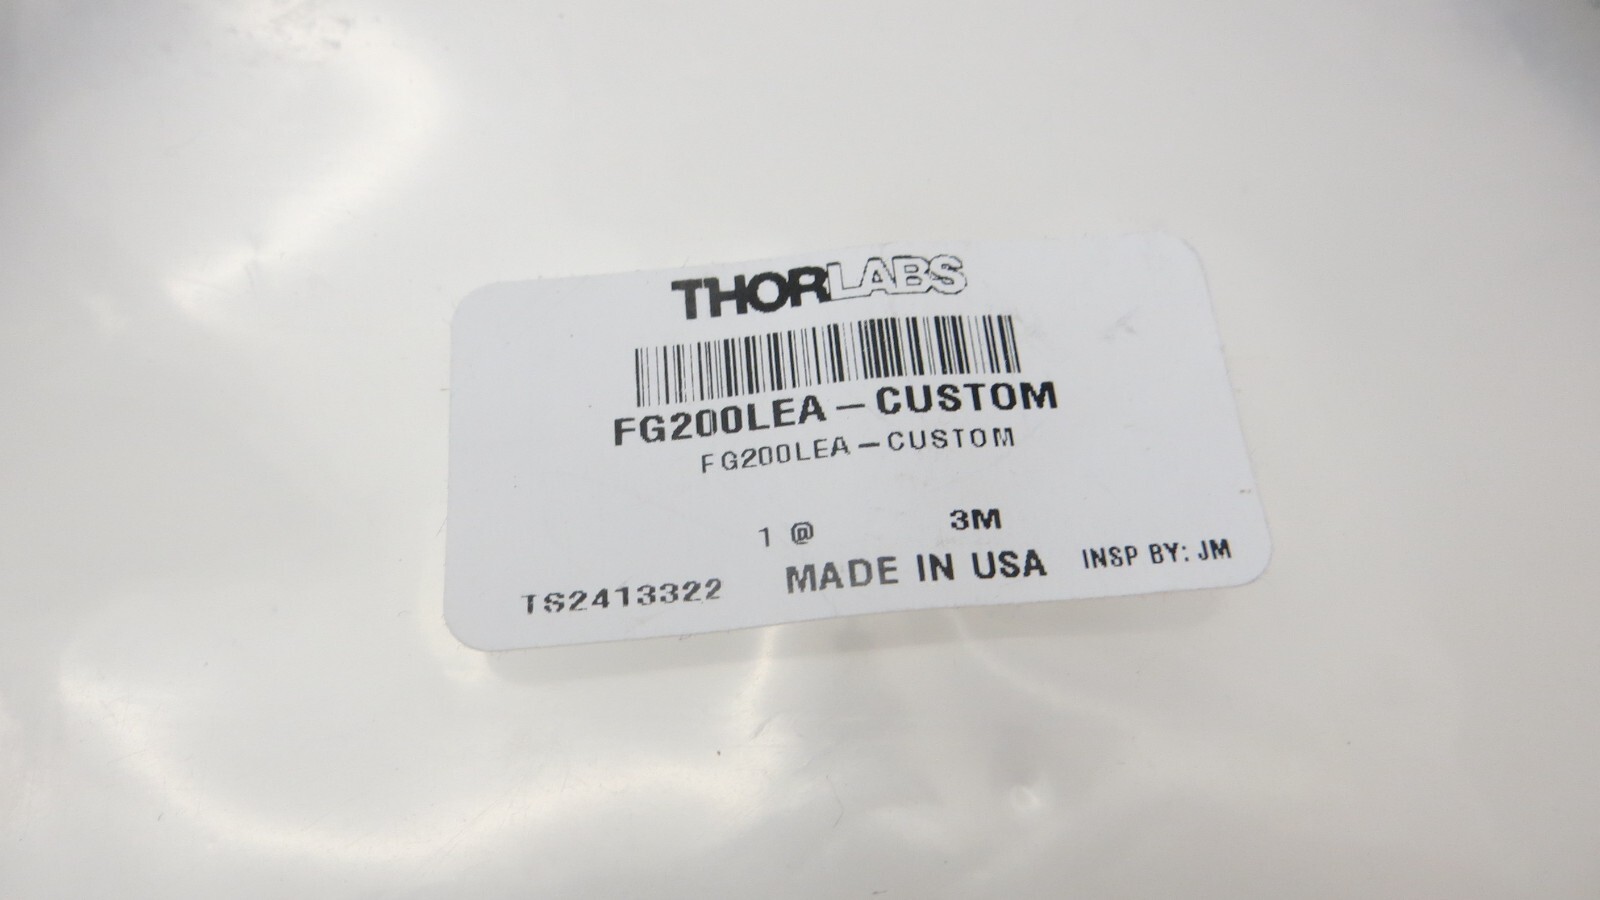 THORLABS
FG200LEA-CUSTOM
FG200LEA-CUSTOM
1 @ 3M
TS2413322 MADE IN USA INSP BY: JM